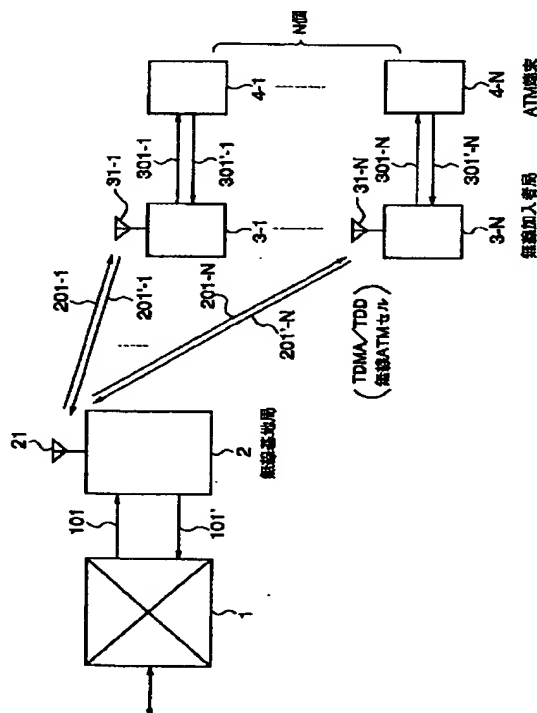 N個
4-1
301-1
301'-1
31-1
3-1
4-N
ATM端末
301-N
301'-N
31-N
3-N
無線加入者局
201-1
201'-1
201-N
201'-N
TDMA/TDD
無線ATMセル
21
2
無線基地局
101
101'
1